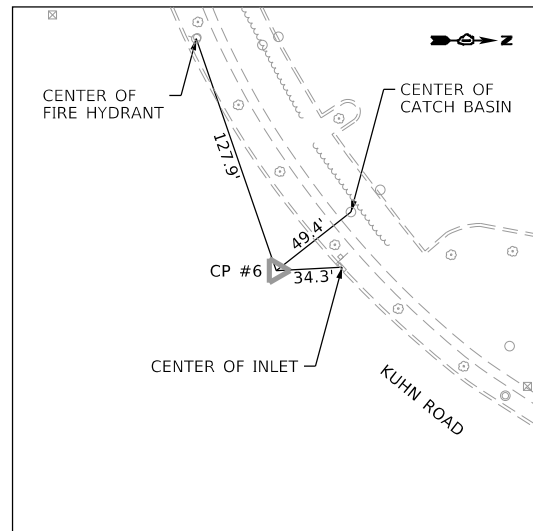 N
CENTER OF
FIRE HYDRANT
CENTER OF
CATCH BASIN
127.9'
49.4'
CP #6
34.3'
CENTER OF INLET
KUHN ROAD